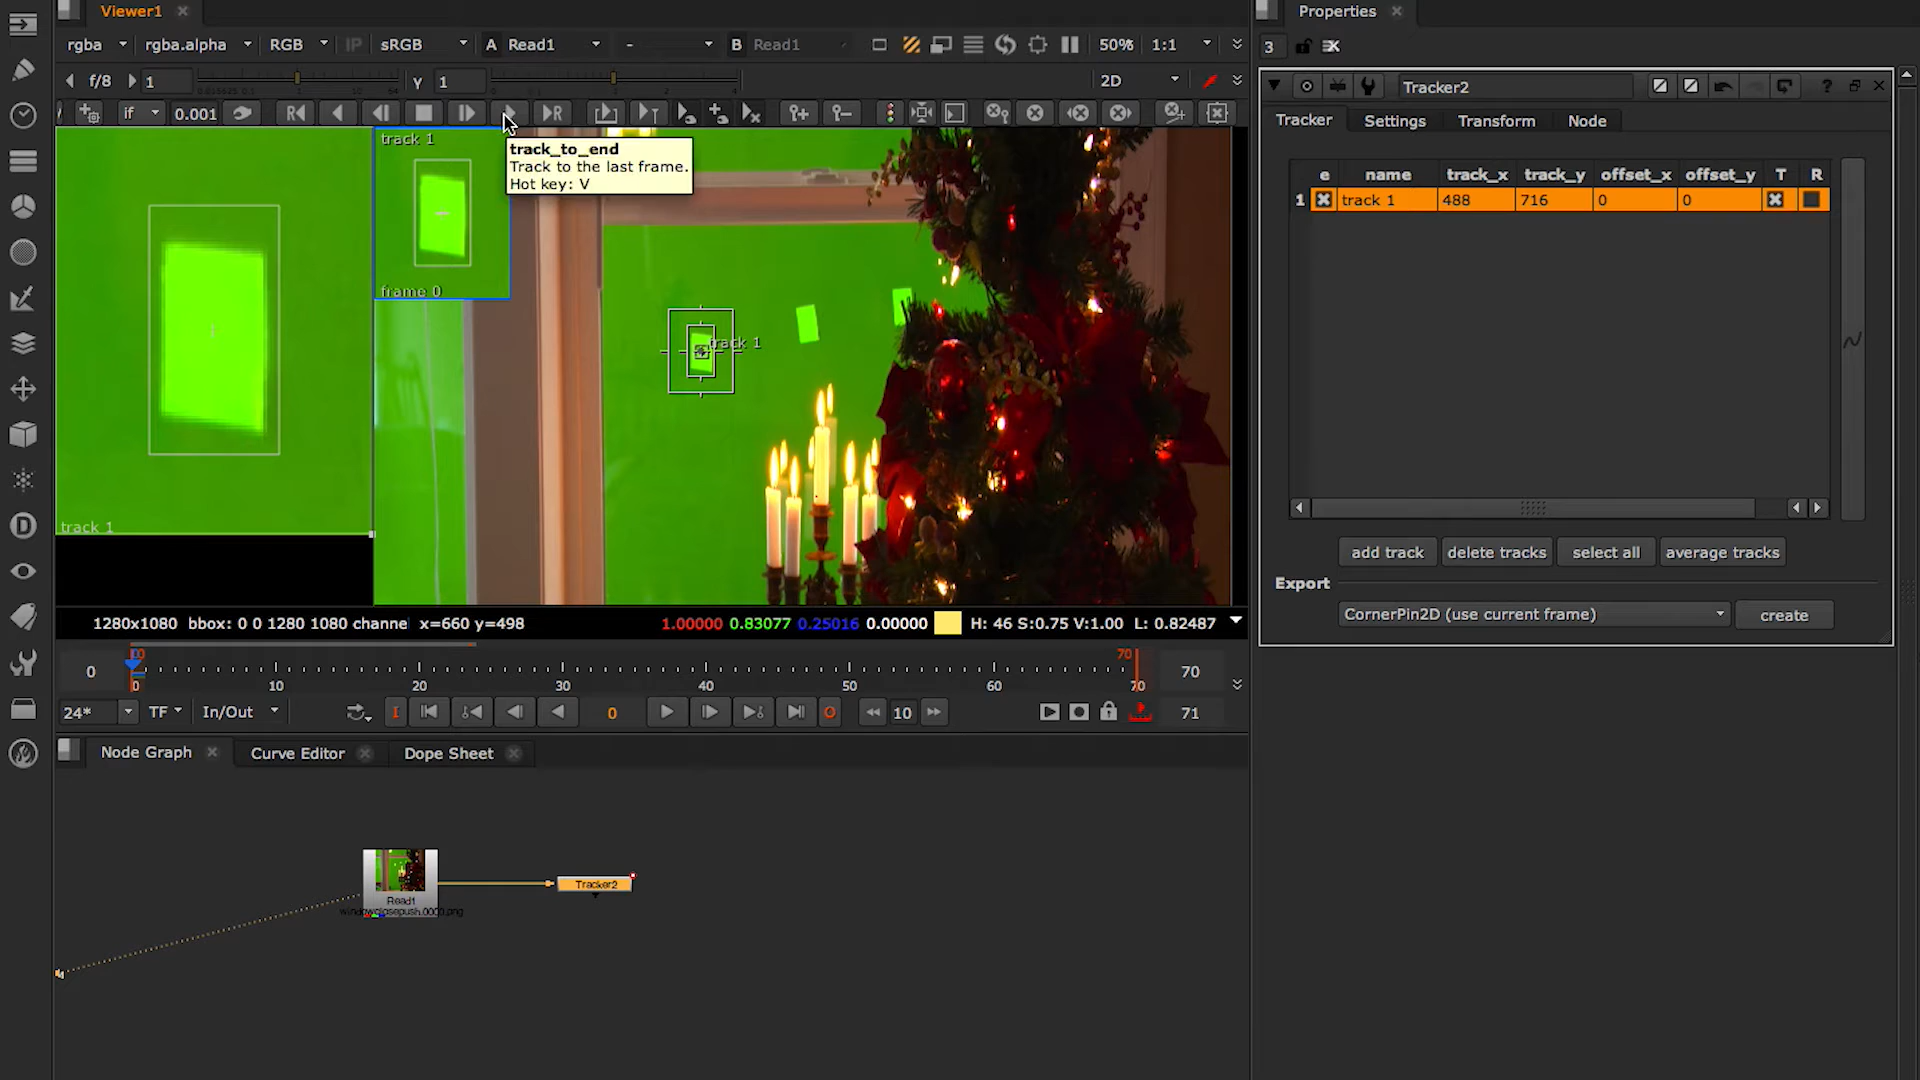 Viewer1
Properties
rgba rgba.alpha RGB IP sRGB A Read1 - B Read1 50% 1:1
3
f/8 1 γ 1 2D
Tracker2
if 0.001
Tracker Settings Transform Node
track 1
track_to_end
Track to the last frame.
Hot key: V
e name track_x track_y offset_x offset_y T R
1 track 1 488 716 0 0
frame 0
track 1
track 1
add track delete tracks select all average tracks
Export
CornerPin2D (use current frame) create
1280x1080 bbox: 0 0 1280 1080 channe x=660 y=498 1.00000 0.83077 0.25016 0.00000 H: 46 S:0.75 V:1.00 L: 0.82487
70
0 70
0 10 20 30 40 50 60 70
24* TF In/Out I 0 O 10 71
Node Graph Curve Editor Dope Sheet
Tracker2
Read1